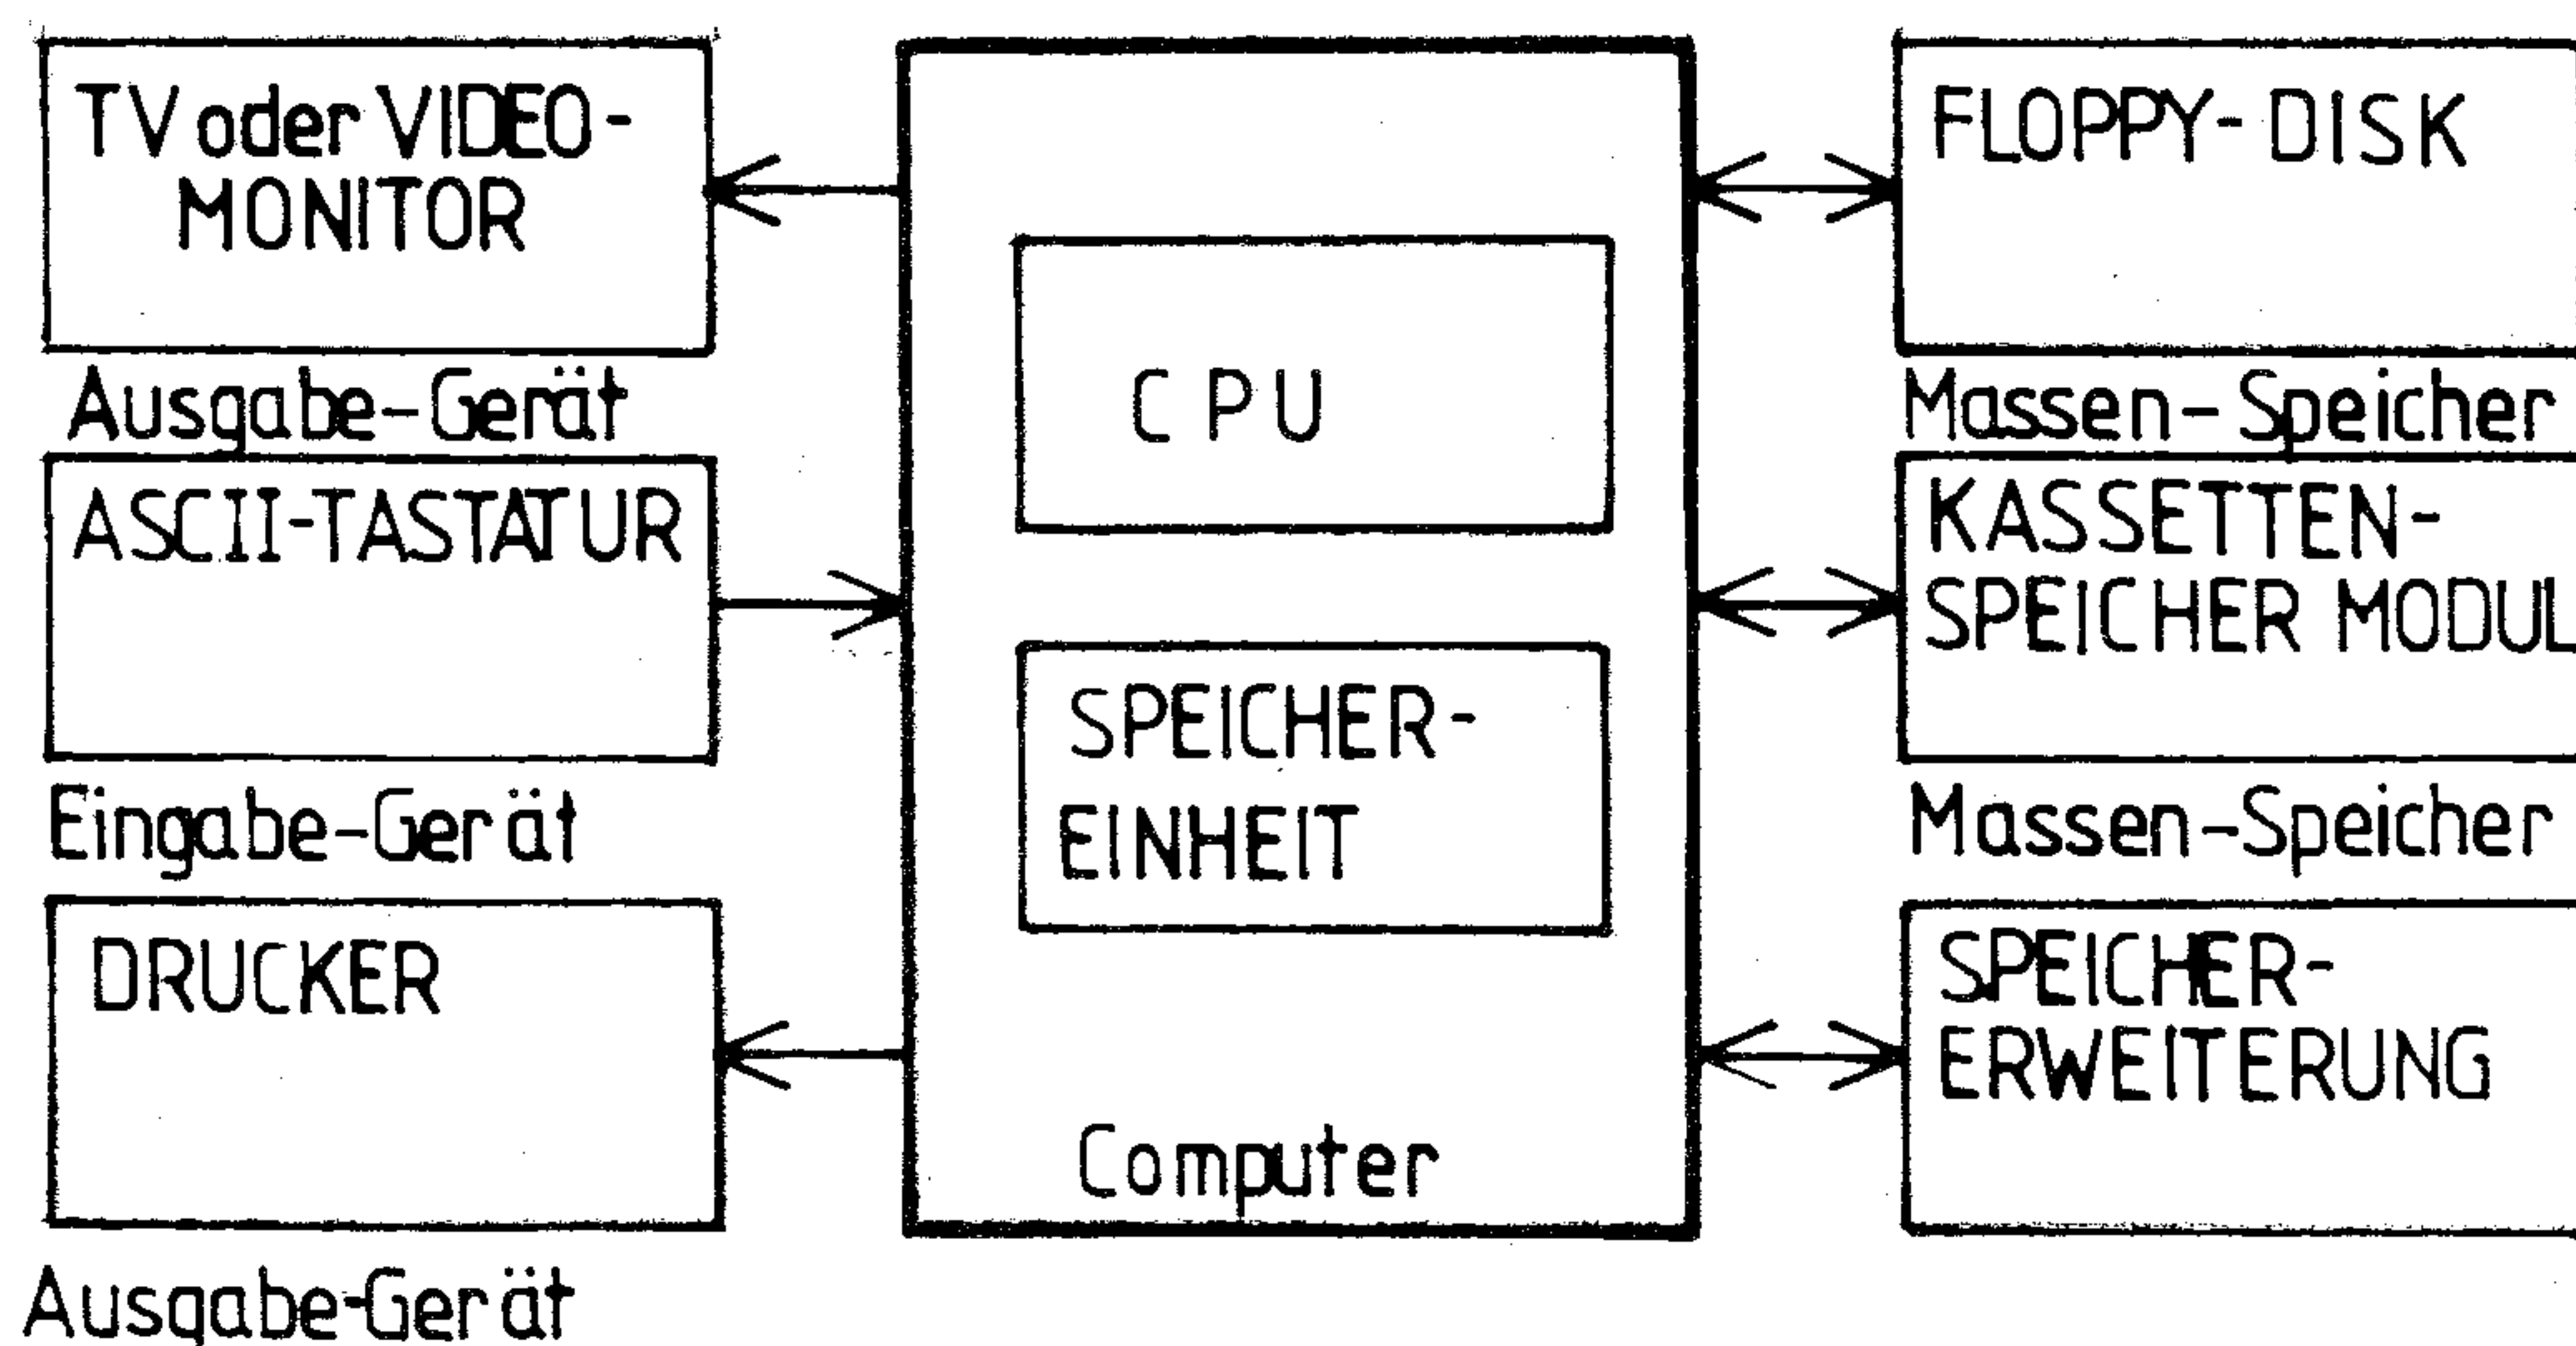 TV oder VIDEO-
MONITOR
Ausgabe-Gerät
ASCII-TASTATUR
Eingabe-Gerät
DRUCKER
Ausgabe-Gerät
CPU
SPEICHER-
EINHEIT
Computer
FLOPPY-DISK
Massen-Speicher
KASSETTEN-
SPEICHER MODUL
Massen-Speicher
SPEICHER-
ERWEITERUNG